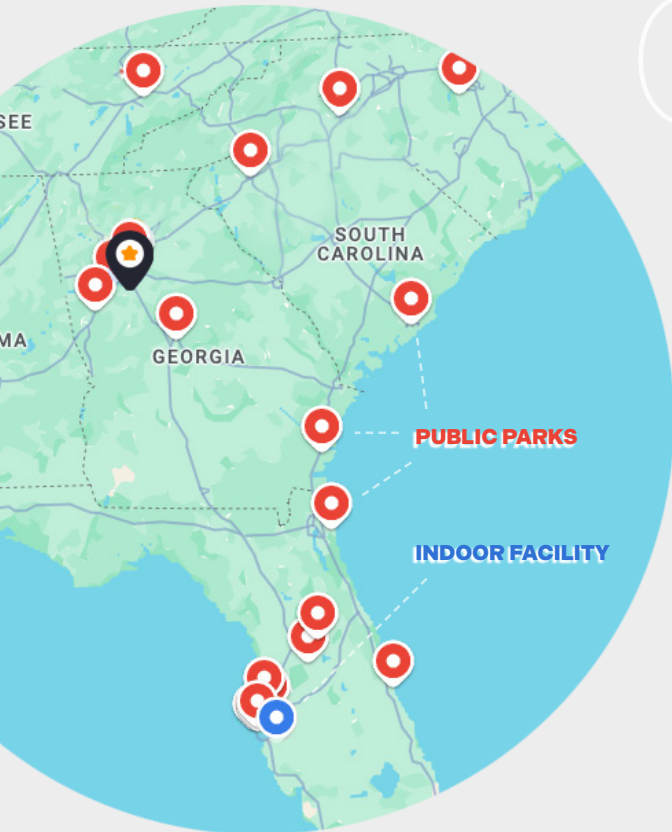 SEE
SOUTH
CAROLINA
MA
GEORGIA
PUBLIC PARKS
INDOOR FACILITY